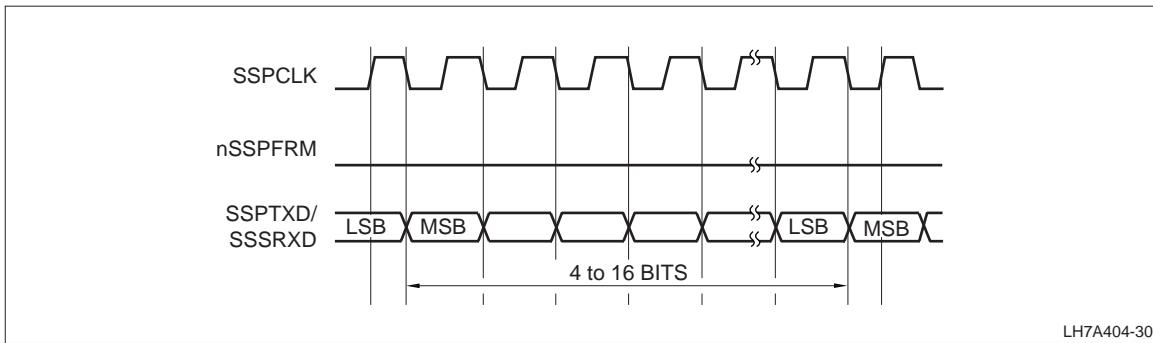 SSPCLK
nSSPFRM
SSPTXD/
SSSRXD
LSB
MSB
LSB
MSB
4 to 16 BITS
LH7A404-30